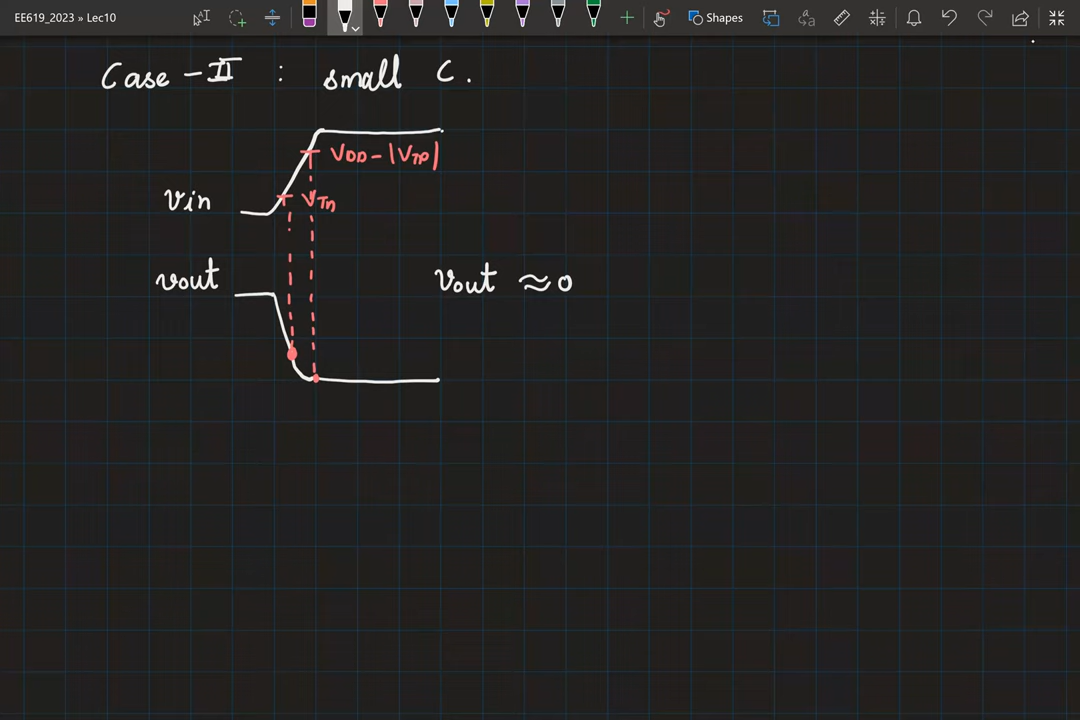 EE619_2023 » Lec10
Shapes
Case - II : small C.
VDD - |VTP|
vin
VTn
vout
Vout ≈ 0